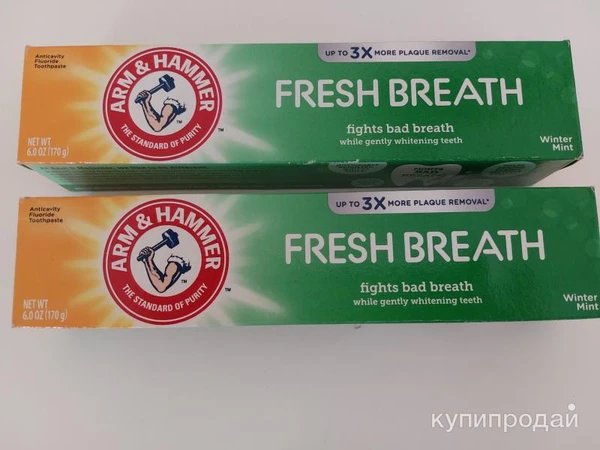 Anticavity
Fluoride
Toothpaste
UP TO 3X MORE PLAQUE REMOVAL*
ARM & HAMMER
THE STANDARD OF PURITY
™
FRESH BREATH
fights bad breath
while gently whitening teeth
NET WT
6.0 OZ (170 g)
Winter
Mint
Anticavity
Fluoride
Toothpaste
UP TO 3X MORE PLAQUE REMOVAL*
ARM & HAMMER
THE STANDARD OF PURITY
™
FRESH BREATH
fights bad breath
while gently whitening teeth
NET WT
6.0 OZ (170 g)
Winter
Mint
купипродай